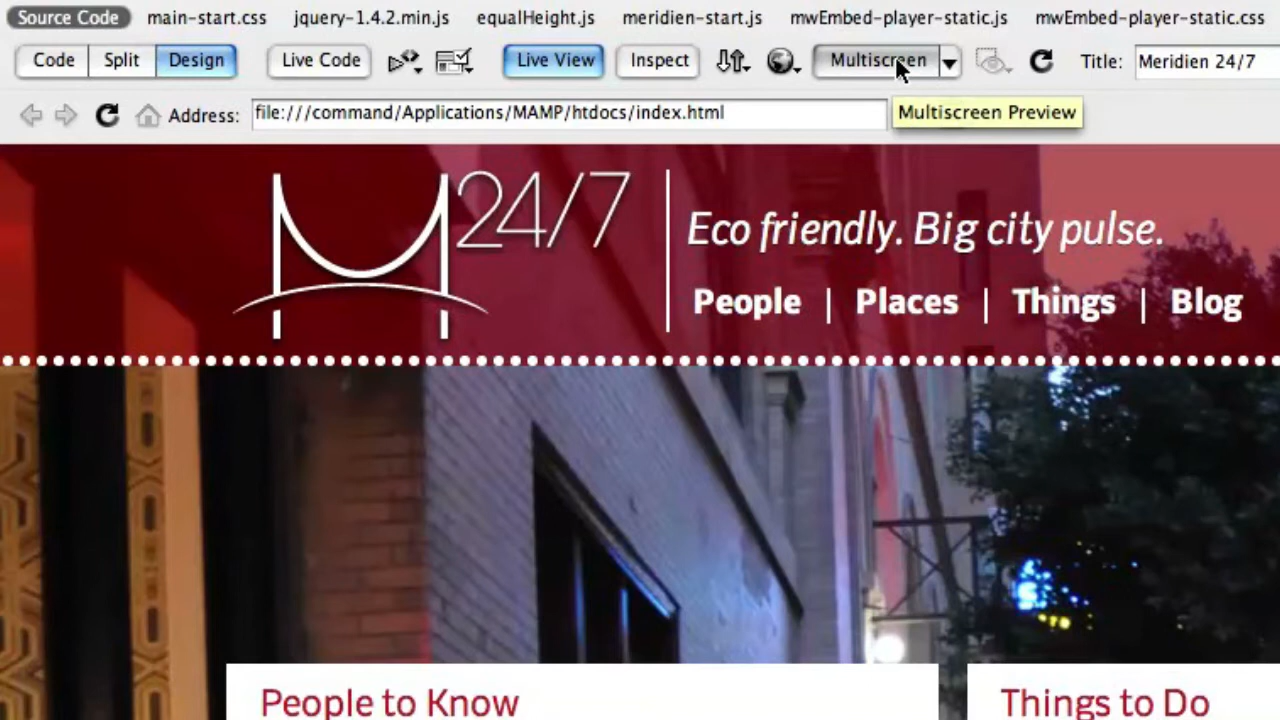 Source Code main-start.css jquery-1.4.2.min.js equalHeight.js meridien-start.js mwEmbed-player-static.js mwEmbed-player-static.css
Code Split Design Live Code Live View Inspect Multiscreen Title: Meridien 24/7
Address: file:///command/Applications/MAMP/htdocs/index.html Multiscreen Preview
24/7
Eco friendly. Big city pulse.
People | Places | Things | Blog
People to Know Things to Do